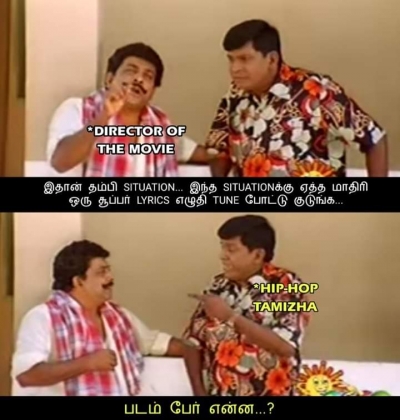 *DIRECTOR OF
THE MOVIE
இதான் தம்பி SITUATION... இந்த SITUATIONக்கு ஏத்த மாதிரி
ஒரு சூப்பர் LYRICS எழுதி TUNE போட்டு குடுங்க...
*HIP-HOP
TAMIZHA
படம் பேர் என்ன...?